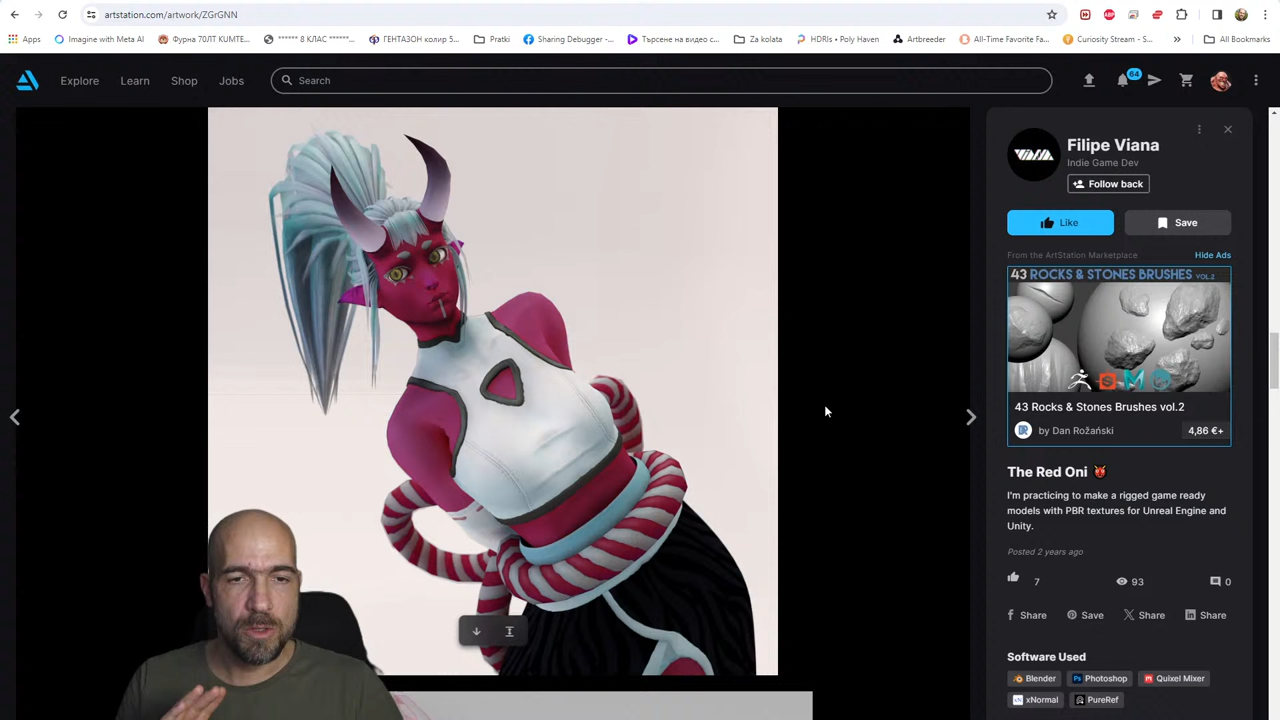 artstation.com/artwork/ZGrGNN
Apps
Imagine with Meta AI
Фурна 70ЛТ KUMTE...
****** 8 КЛАС ******...
ГЕНТАЗОН колир 5...
Pratki
Sharing Debugger -...
Търсене на видео с...
Za kolata
HDRIs • Poly Haven
Artbreeder
All-Time Favorite Fa...
Curiosity Stream - S...
»
All Bookmarks
Explore
Learn
Shop
Jobs
Search
64
Filipe Viana
Indie Game Dev
Follow back
Like
Save
From the ArtStation Marketplace
Hide Ads
43 ROCKS & STONES BRUSHES VOL.2
43 Rocks & Stones Brushes vol.2
by Dan Rożański
4,86 €+
The Red Oni 👹
I'm practicing to make a rigged game ready
models with PBR textures for Unreal Engine and
Unity.
Posted 2 years ago
7
93
0
Share
Save
Share
Share
Software Used
Blender
Photoshop
Quixel Mixer
xNormal
PureRef